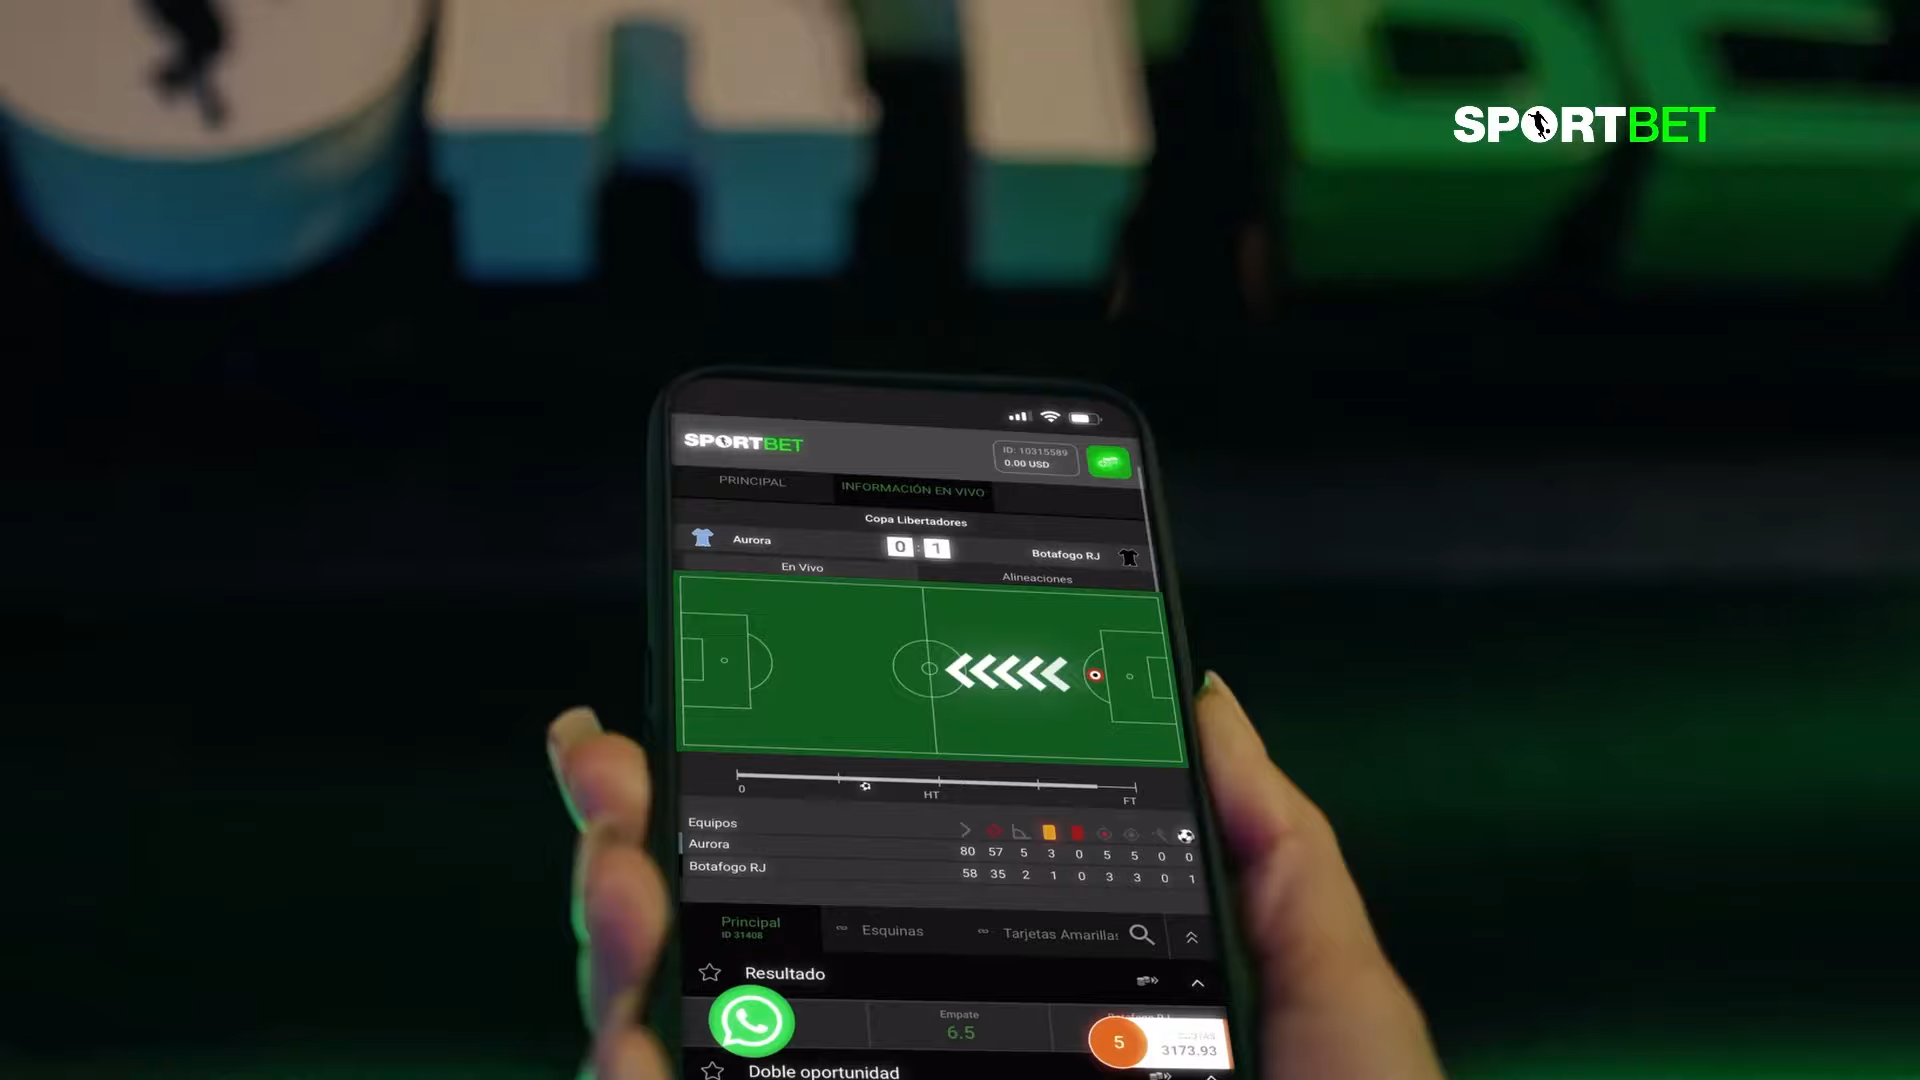 ORTBE
SPORTBET
SPORTBET
ID: 10315589
0.00 USD
PRINCIPAL
INFORMACIÓN EN VIVO
Copa Libertadores
Aurora
0 : 1
Botafogo RJ
En Vivo
Alineaciones
0
HT
FT
Equipos
Aurora 80 57 5 3 0 5 5 0 0
Botafogo RJ 58 35 2 1 0 3 3 0 1
Principal
ID 31408
Esquinas
Tarjetas Amarillas
Resultado
Empate
6.5
Botafogo RJ
5
3173.93
Doble oportunidad